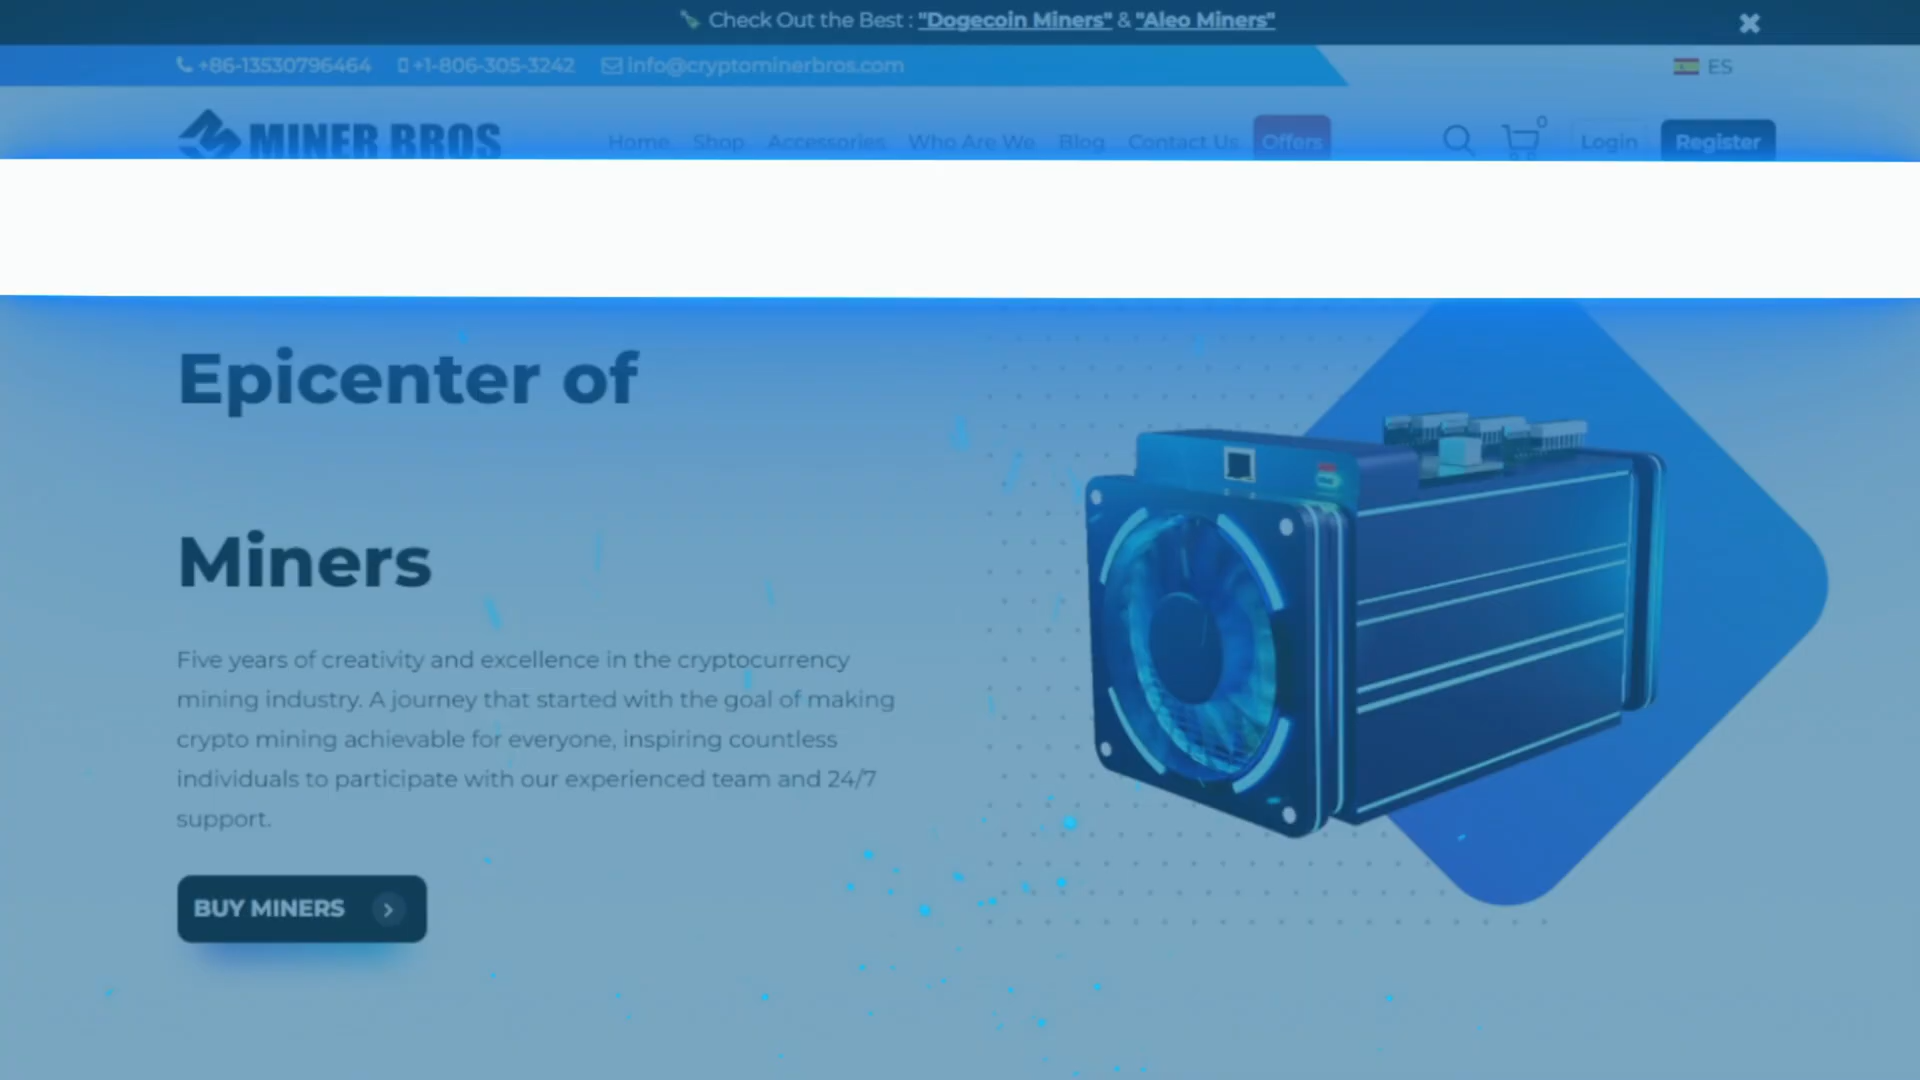 Check Out the Best : "Dogecoin Miners" & "Aleo Miners"
+86-13530796464 +1-806-305-3242 info@cryptominerbros.com
ES
MINER BROS
Home Shop Accessories Who Are We Blog Contact Us Offers
0
Login Register
Epicenter of
Miners
Five years of creativity and excellence in the cryptocurrency
mining industry. A journey that started with the goal of making
crypto mining achievable for everyone, inspiring countless
individuals to participate with our experienced team and 24/7
support.
BUY MINERS